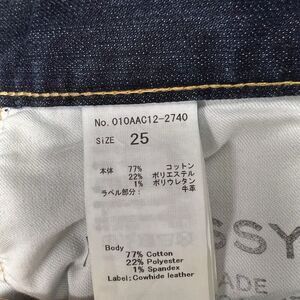 No. 010AAC12-2740
SIZE 25
本体 77% コットン
22% ポリエステル
1% ポリウレタン
ラベル部分: 牛革
SSY
ADE
Body
77% Cotton
22% Polyester
1% Spandex
Label; Cowhide leather